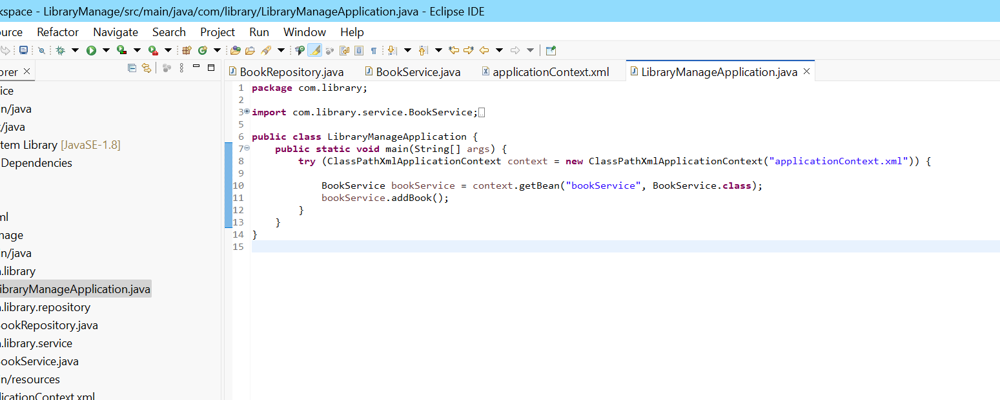 kspace - LibraryManage/src/main/java/com/library/LibraryManageApplication.java - Eclipse IDE
ource Refactor Navigate Search Project Run Window Help
orer
BookRepository.java BookService.java applicationContext.xml LibraryManageApplication.java
ice
n/java
/java
tem Library [JavaSE-1.8]
Dependencies
ml
nage
n/java
.library
ibraryManageApplication.java
.library.repository
ookRepository.java
.library.service
ookService.java
n/resources
licationContext.xml
1 package com.library;
2
3 import com.library.service.BookService;
5
6 public class LibraryManageApplication {
7 public static void main(String[] args) {
8 try (ClassPathXmlApplicationContext context = new ClassPathXmlApplicationContext("applicationContext.xml")) {
9
10 BookService bookService = context.getBean("bookService", BookService.class);
11 bookService.addBook();
12 }
13 }
14 }
15